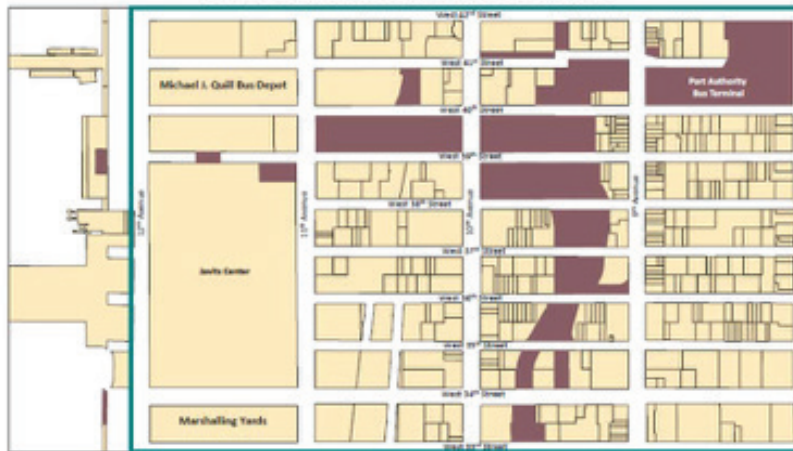 West 42nd Street
West 41st Street
Michael J. Quill Bus Depot
Port Authority
Bus Terminal
West 40th Street
West 39th Street
12th Avenue
11th Avenue
West 38th Street
10th Avenue
9th Avenue
West 37th Street
Javits Center
West 36th Street
West 35th Street
West 34th Street
Marshalling Yards
West 33rd Street